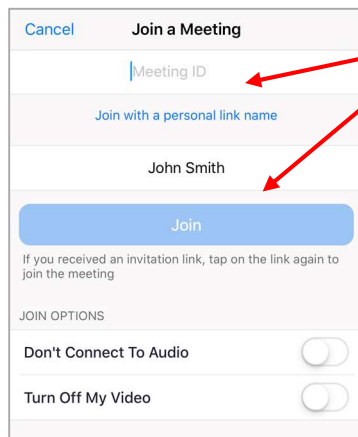 Cancel Join a Meeting
Meeting ID
Join with a personal link name
John Smith
Join
If you received an invitation link, tap on the link again to
join the meeting
JOIN OPTIONS
Don't Connect To Audio
Turn Off My Video